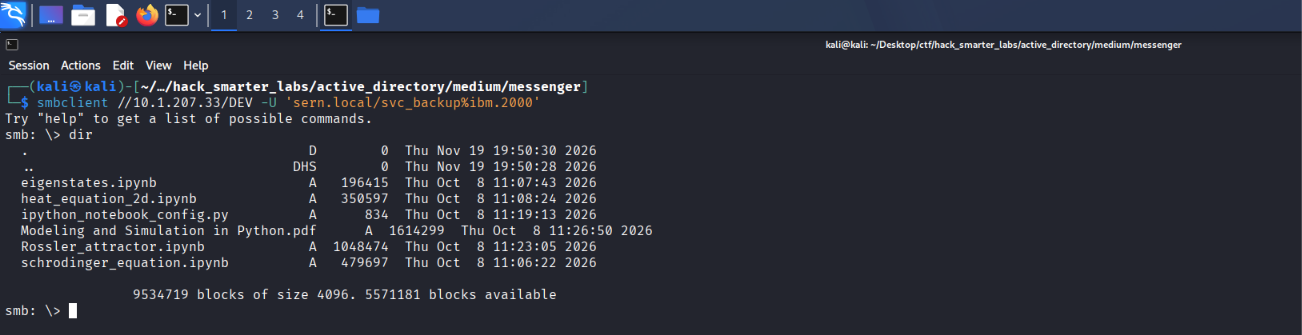 1 2 3 4
kali@kali: ~/Desktop/ctf/hack_smarter_labs/active_directory/medium/messenger
Session Actions Edit View Help
┌──(kali㉿kali)-[~/…/hack_smarter_labs/active_directory/medium/messenger]
└─$ smbclient //10.1.207.33/DEV -U 'sern.local/svc_backup%ibm.2000'
Try "help" to get a list of possible commands.
smb: \> dir
. D 0 Thu Nov 19 19:50:30 2026
.. DHS 0 Thu Nov 19 19:50:28 2026
eigenstates.ipynb A 196415 Thu Oct 8 11:07:43 2026
heat_equation_2d.ipynb A 350597 Thu Oct 8 11:08:24 2026
ipython_notebook_config.py A 834 Thu Oct 8 11:19:13 2026
Modeling and Simulation in Python.pdf A 1614299 Thu Oct 8 11:26:50 2026
Rossler_attractor.ipynb A 1048474 Thu Oct 8 11:23:05 2026
schrodinger_equation.ipynb A 479697 Thu Oct 8 11:06:22 2026
9534719 blocks of size 4096. 5571181 blocks available
smb: \>